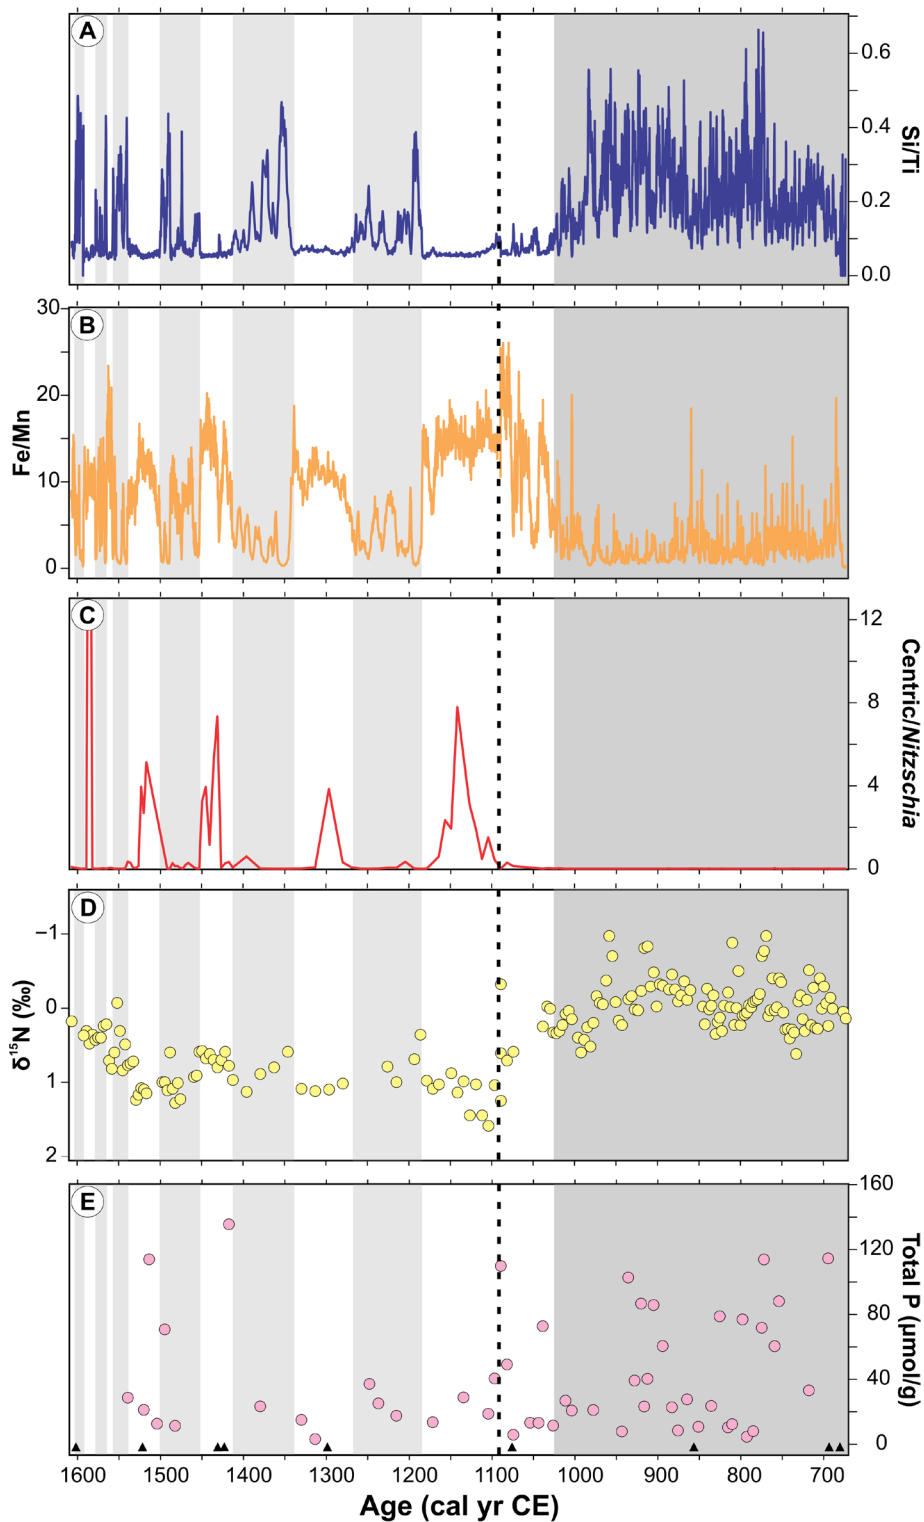 A
0.6
0.4
0.2
0.0
Si/Ti
B
30
20
10
0
Fe/Mn
C
12
8
4
0
Centric/Nitzschia
D
−1
0
1
2
δ¹⁵N (‰)
E
160
120
80
40
0
Total P (μmol/g)
1600 1500 1400 1300 1200 1100 1000 900 800 700
Age (cal yr CE)